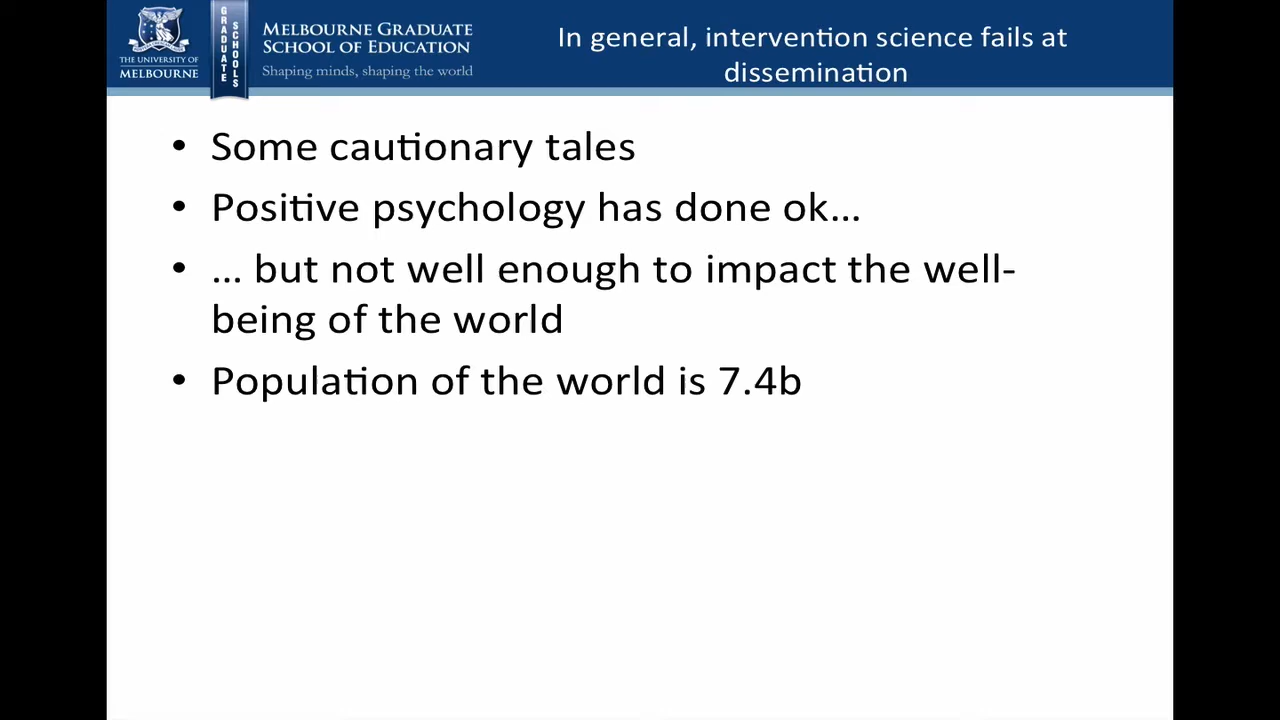 THE UNIVERSITY OF
MELBOURNE
GRADUATE
SCHOOLS
MELBOURNE GRADUATE
SCHOOL OF EDUCATION
Shaping minds, shaping the world
In general, intervention science fails at
dissemination
• Some cautionary tales
• Positive psychology has done ok...
• ... but not well enough to impact the well-
being of the world
• Population of the world is 7.4b